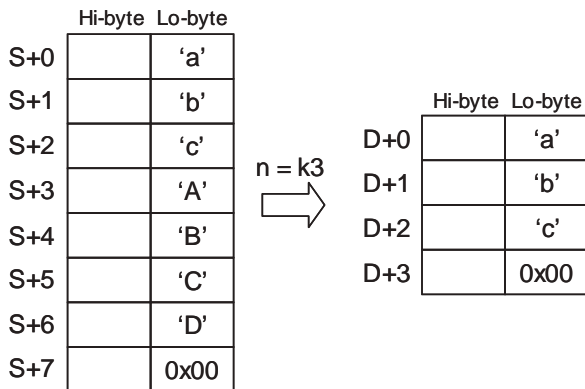 Hi-byte Lo-byte
S+0 ‘a’
S+1 ‘b’
S+2 ‘c’
S+3 ‘A’
S+4 ‘B’
S+5 ‘C’
S+6 ‘D’
S+7 0x00
n = k3
Hi-byte Lo-byte
D+0 ‘a’
D+1 ‘b’
D+2 ‘c’
D+3 0x00